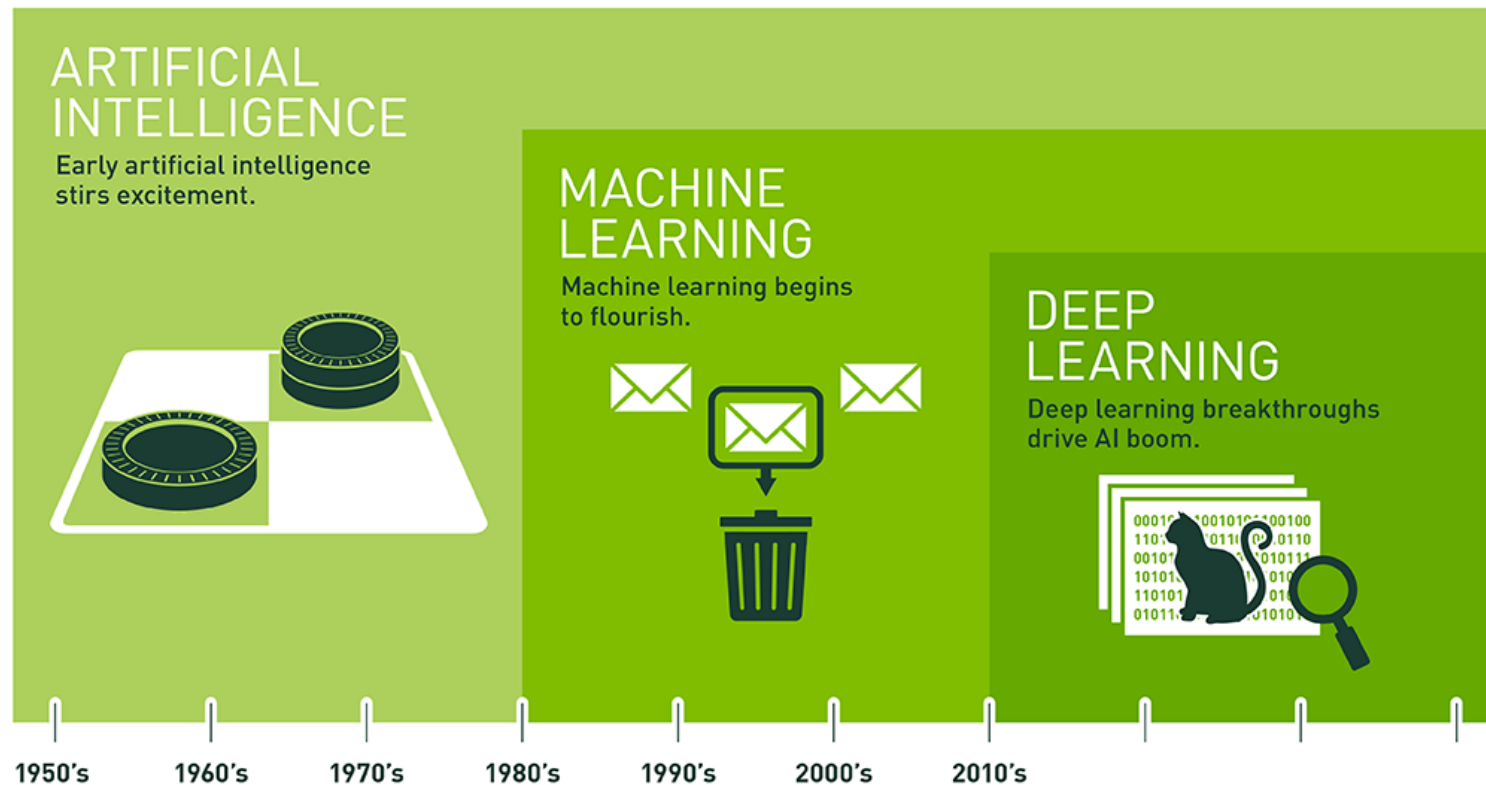 ARTIFICIAL
INTELLIGENCE
Early artificial intelligence
stirs excitement.
MACHINE
LEARNING
Machine learning begins
to flourish.
DEEP
LEARNING
Deep learning breakthroughs
drive AI boom.
1950's 1960's 1970's 1980's 1990's 2000's 2010's